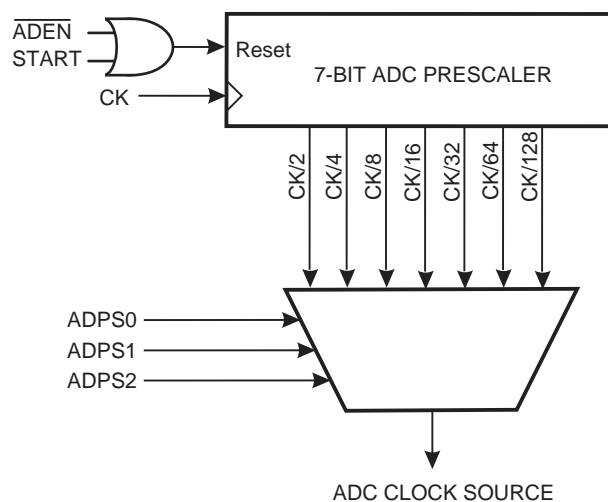 ADEN
START
Reset
7-BIT ADC PRESCALER
CK
CK/2
CK/4
CK/8
CK/16
CK/32
CK/64
CK/128
ADPS0
ADPS1
ADPS2
ADC CLOCK SOURCE